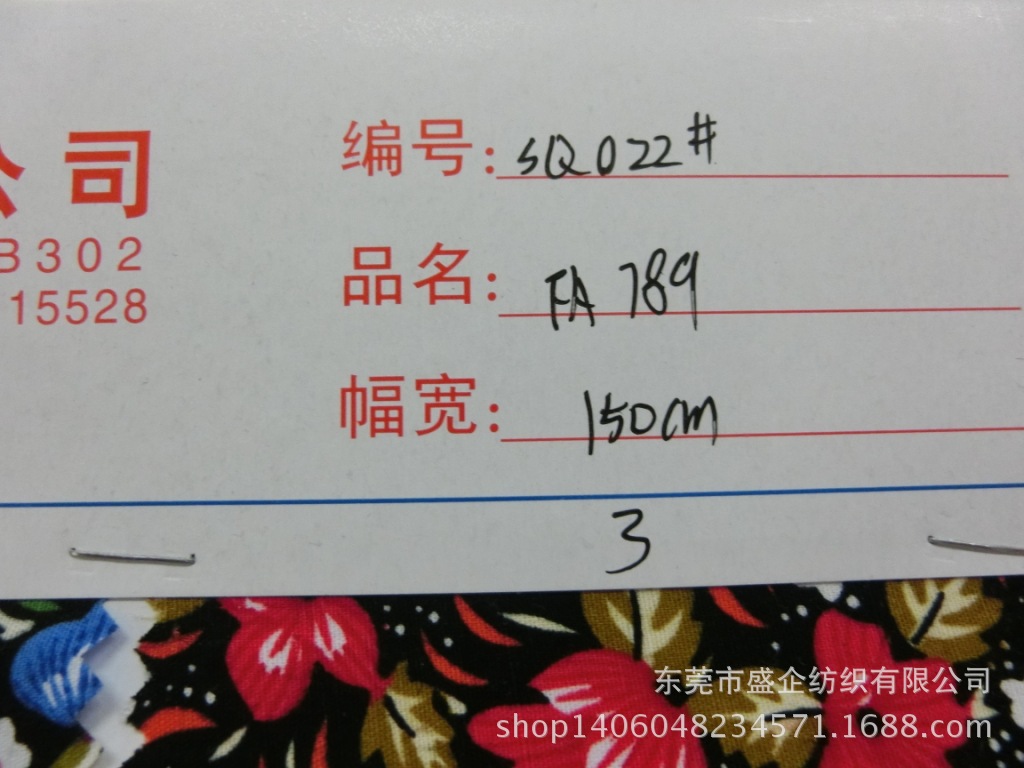 公司
B302
15528
编号: SQ022#
品名: FA 789
幅宽: 150cm
3
东莞市盛企纺织有限公司
shop1406048234571.1688.com